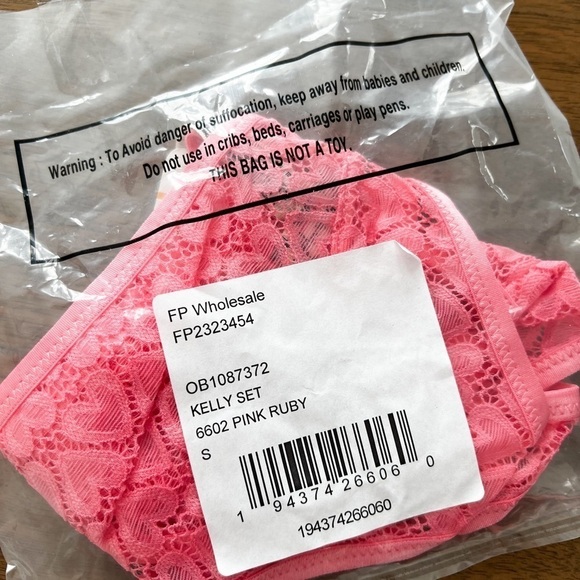 Warning : To Avoid danger of suffocation, keep away from babies and children.
Do not use in cribs, beds, carriages or play pens.
THIS BAG IS NOT A TOY.
FP Wholesale
FP2323454
OB1087372
KELLY SET
6602 PINK RUBY
S
1 94374 26606 0
194374266060